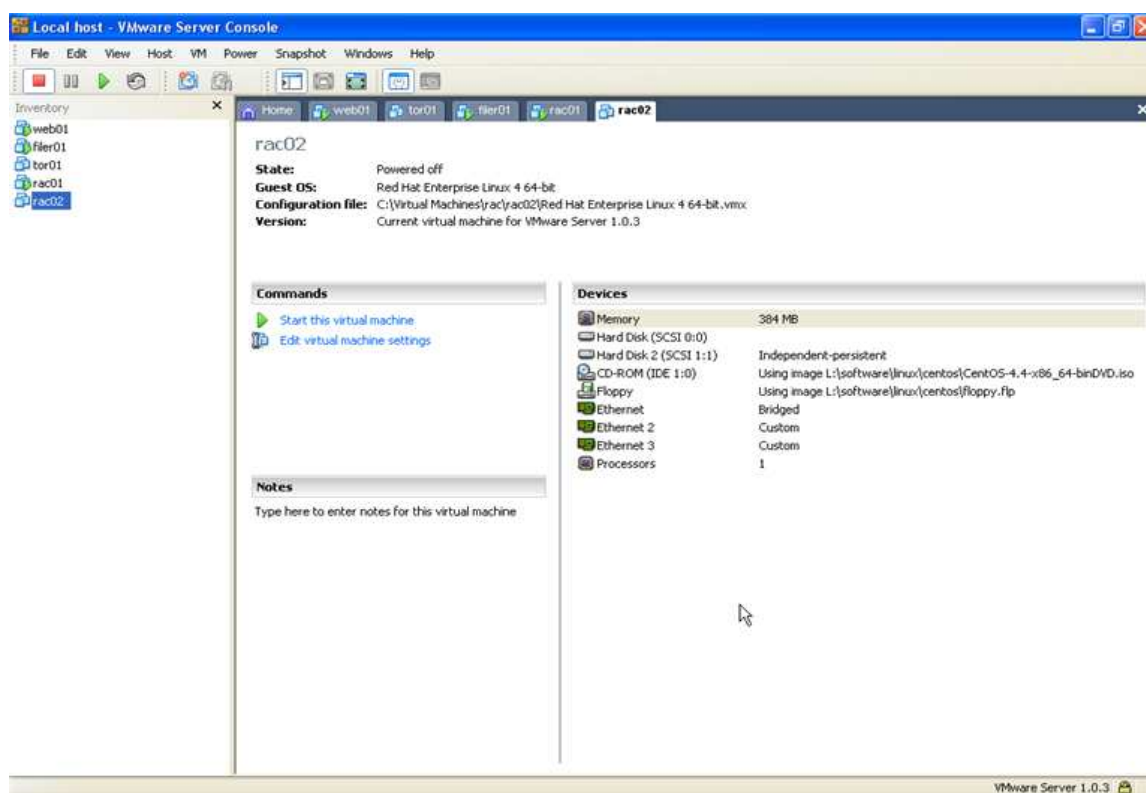 Local host - VMware Server Console
File Edit View Host VM Power Snapshot Windows Help
Inventory
web01
filer01
tor01
rac01
rac02
Home web01 tor01 filer01 rac01 rac02
rac02
State: Powered off
Guest OS: Red Hat Enterprise Linux 4 64-bit
Configuration file: C:\Virtual Machines\rac\rac02\Red Hat Enterprise Linux 4 64-bit.vmx
Version: Current virtual machine for VMware Server 1.0.3
Commands
Start this virtual machine
Edit virtual machine settings
Notes
Type here to enter notes for this virtual machine
Devices
Memory 384 MB
Hard Disk (SCSI 0:0)
Hard Disk 2 (SCSI 1:1) Independent-persistent
CD-ROM (IDE 1:0) Using image L:\software\linux\centos\CentOS-4.4-x86_64-binDVD.iso
Floppy Using image L:\software\linux\centos\floppy.flp
Ethernet Bridged
Ethernet 2 Custom
Ethernet 3 Custom
Processors 1
VMware Server 1.0.3